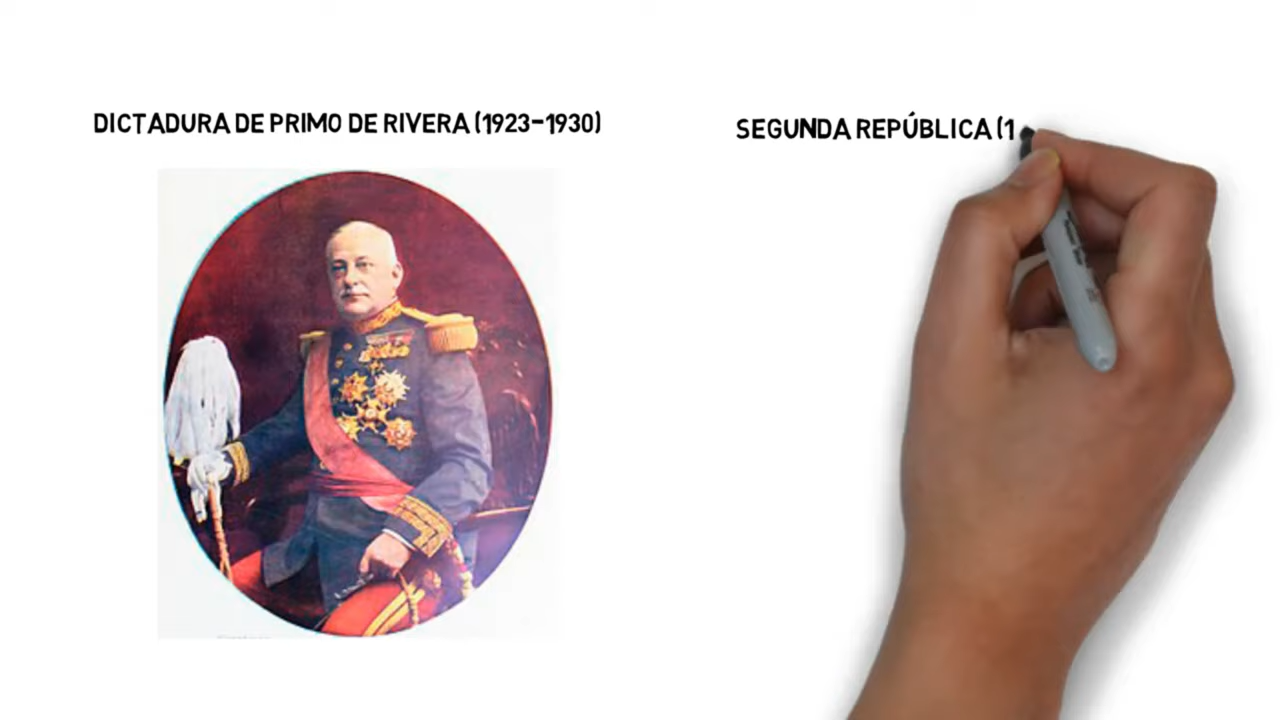 DICTADURA DE PRIMO DE RIVERA (1923-1930)
SEGUNDA REPÚBLICA (1